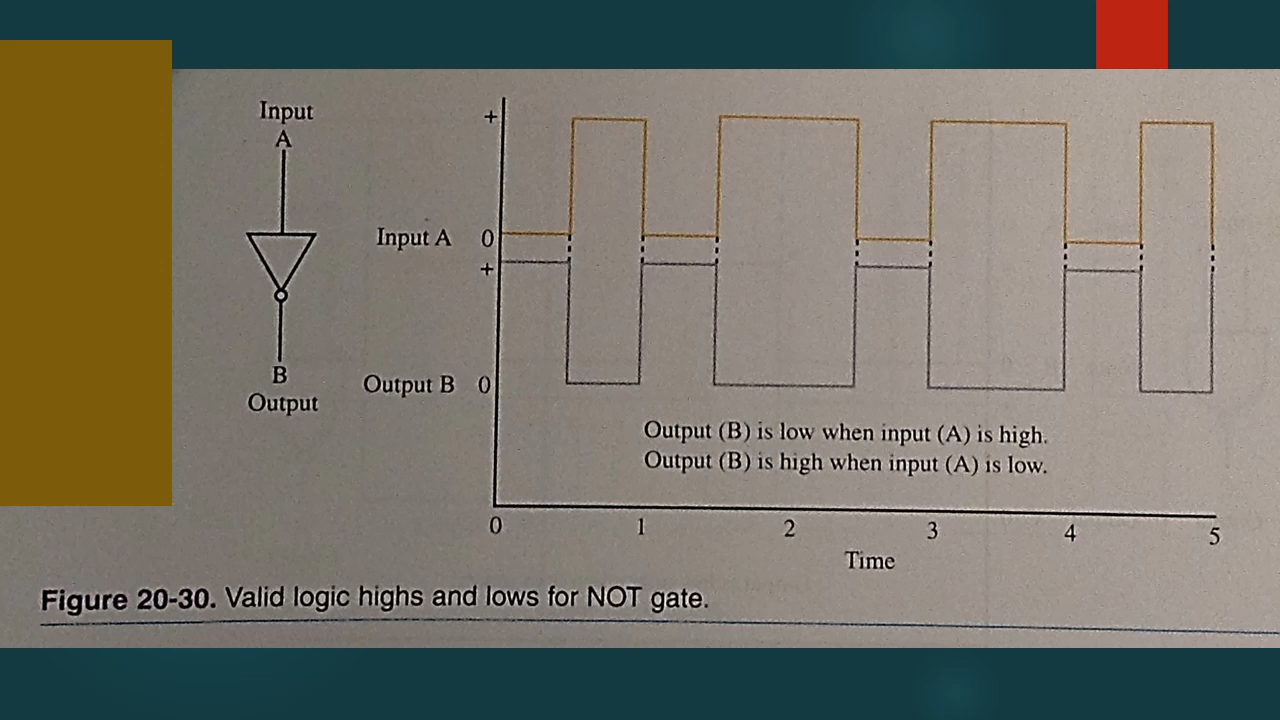 Input
A
B
Output
+
Input A 0
+
Output B 0
Output (B) is low when input (A) is high.
Output (B) is high when input (A) is low.
0 1 2 3 4 5
Time
Figure 20-30. Valid logic highs and lows for NOT gate.